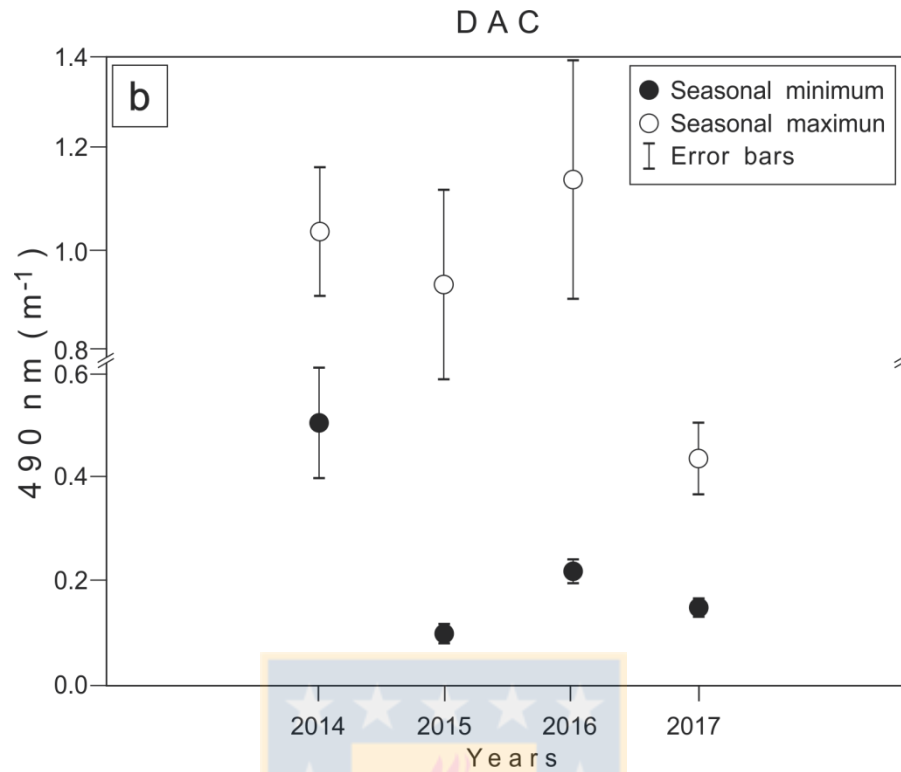 D A C
b
Seasonal minimum
Seasonal maximun
Error bars
490 nm (m-1)
1.4
1.2
1.0
0.8
0.6
0.4
0.2
0.0
2014 2015 2016 2017
Years